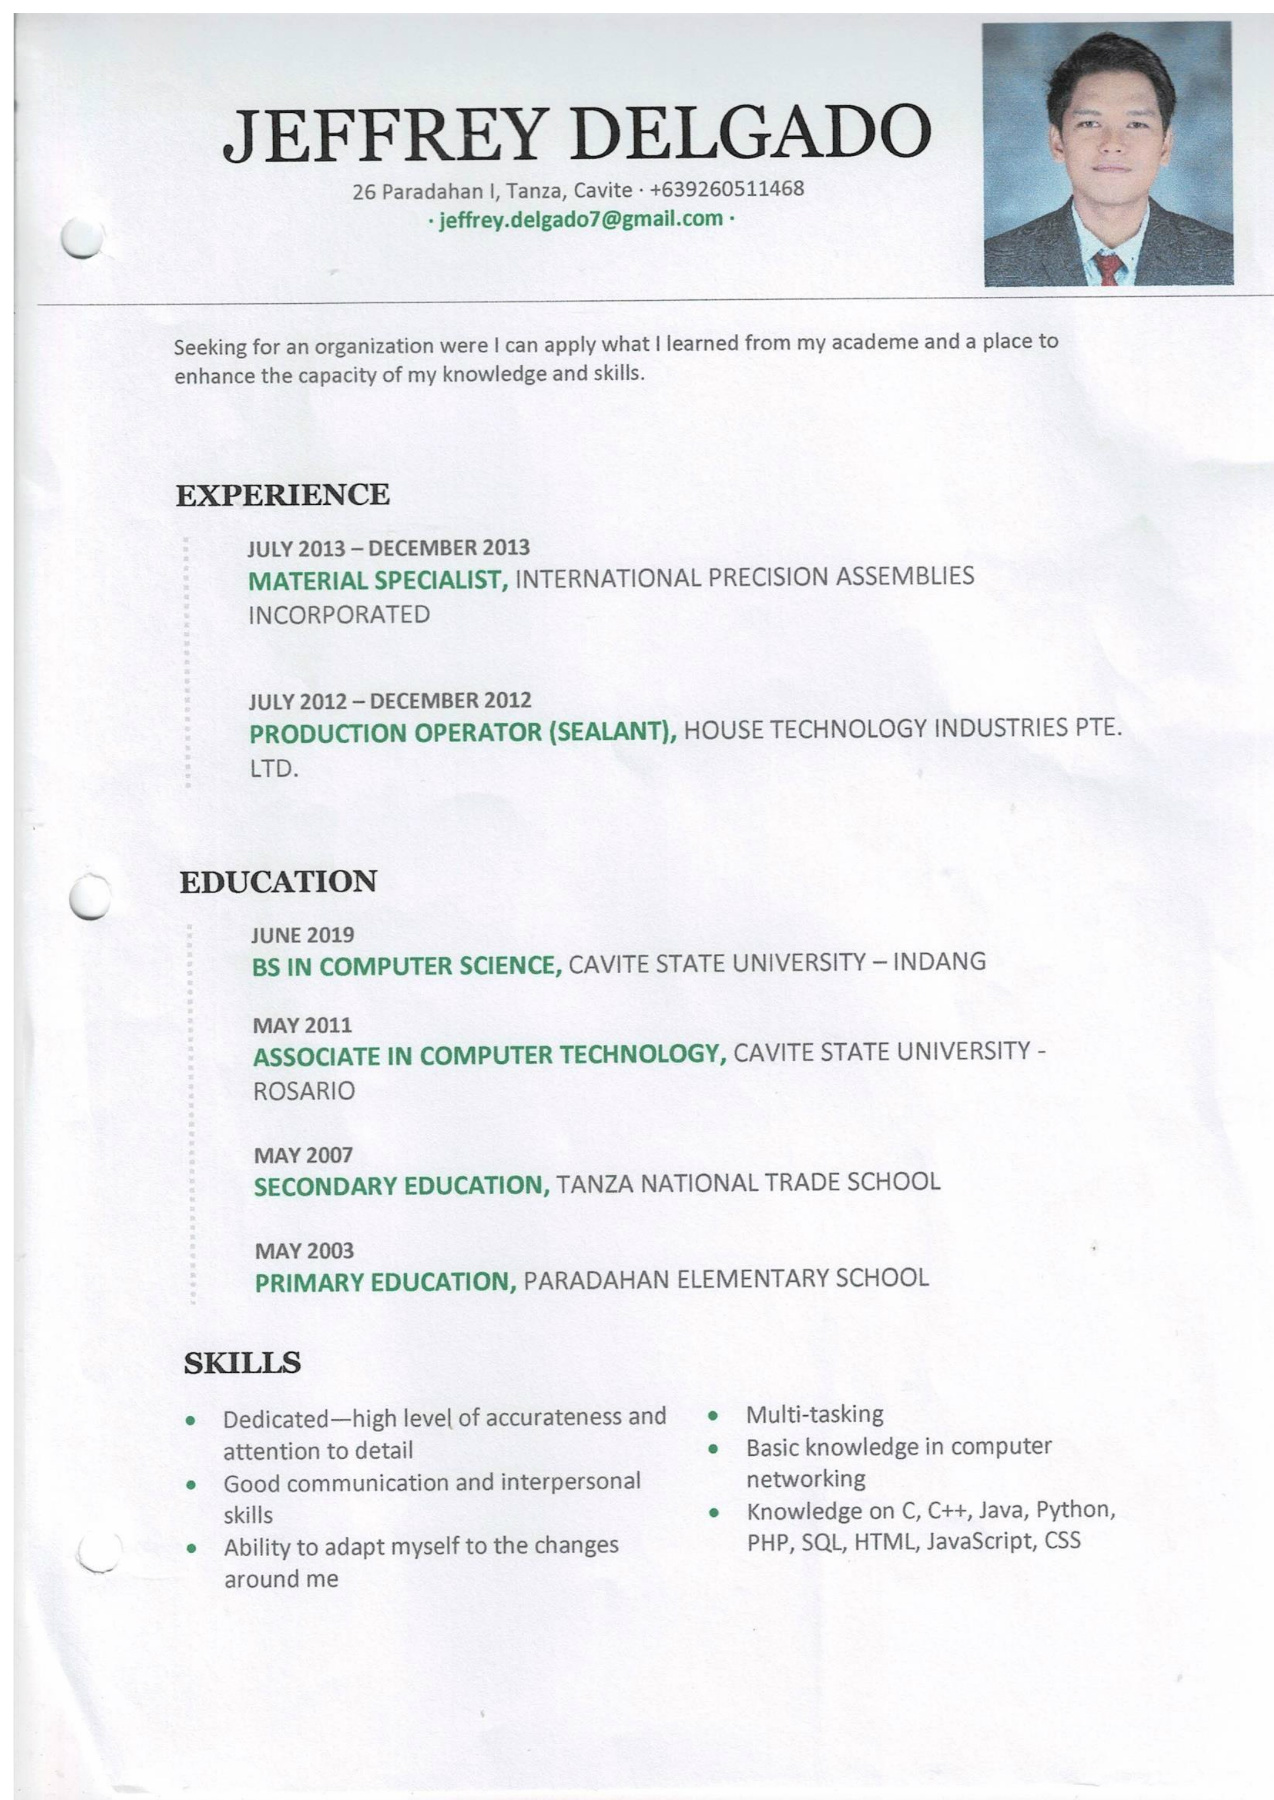 JEFFREY DELGADO
26 Paradahan I, Tanza, Cavite · +639260511468
· jeffrey.delgado7@gmail.com ·
Seeking for an organization were I can apply what I learned from my academe and a place to
enhance the capacity of my knowledge and skills.
EXPERIENCE
JULY 2013 – DECEMBER 2013
MATERIAL SPECIALIST, INTERNATIONAL PRECISION ASSEMBLIES
INCORPORATED
JULY 2012 – DECEMBER 2012
PRODUCTION OPERATOR (SEALANT), HOUSE TECHNOLOGY INDUSTRIES PTE.
LTD.
EDUCATION
JUNE 2019
BS IN COMPUTER SCIENCE, CAVITE STATE UNIVERSITY – INDANG
MAY 2011
ASSOCIATE IN COMPUTER TECHNOLOGY, CAVITE STATE UNIVERSITY -
ROSARIO
MAY 2007
SECONDARY EDUCATION, TANZA NATIONAL TRADE SCHOOL
MAY 2003
PRIMARY EDUCATION, PARADAHAN ELEMENTARY SCHOOL
SKILLS
• Dedicated—high level of accurateness and
attention to detail
• Good communication and interpersonal
skills
• Ability to adapt myself to the changes
around me
• Multi-tasking
• Basic knowledge in computer
networking
• Knowledge on C, C++, Java, Python,
PHP, SQL, HTML, JavaScript, CSS